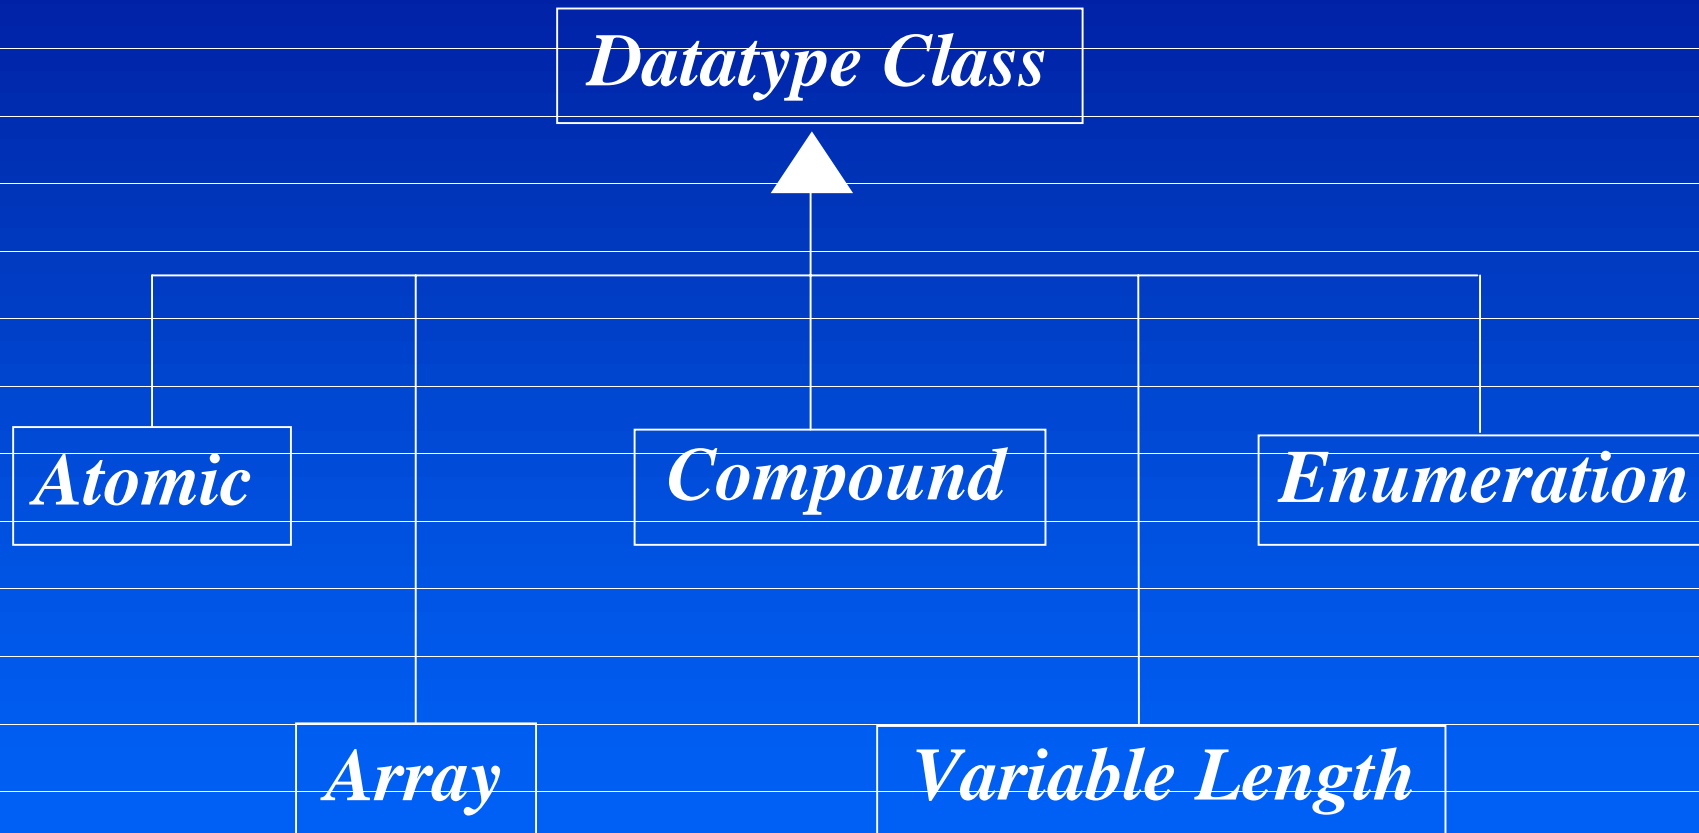 Datatype Class
Atomic
Compound
Enumeration
Array
Variable Length